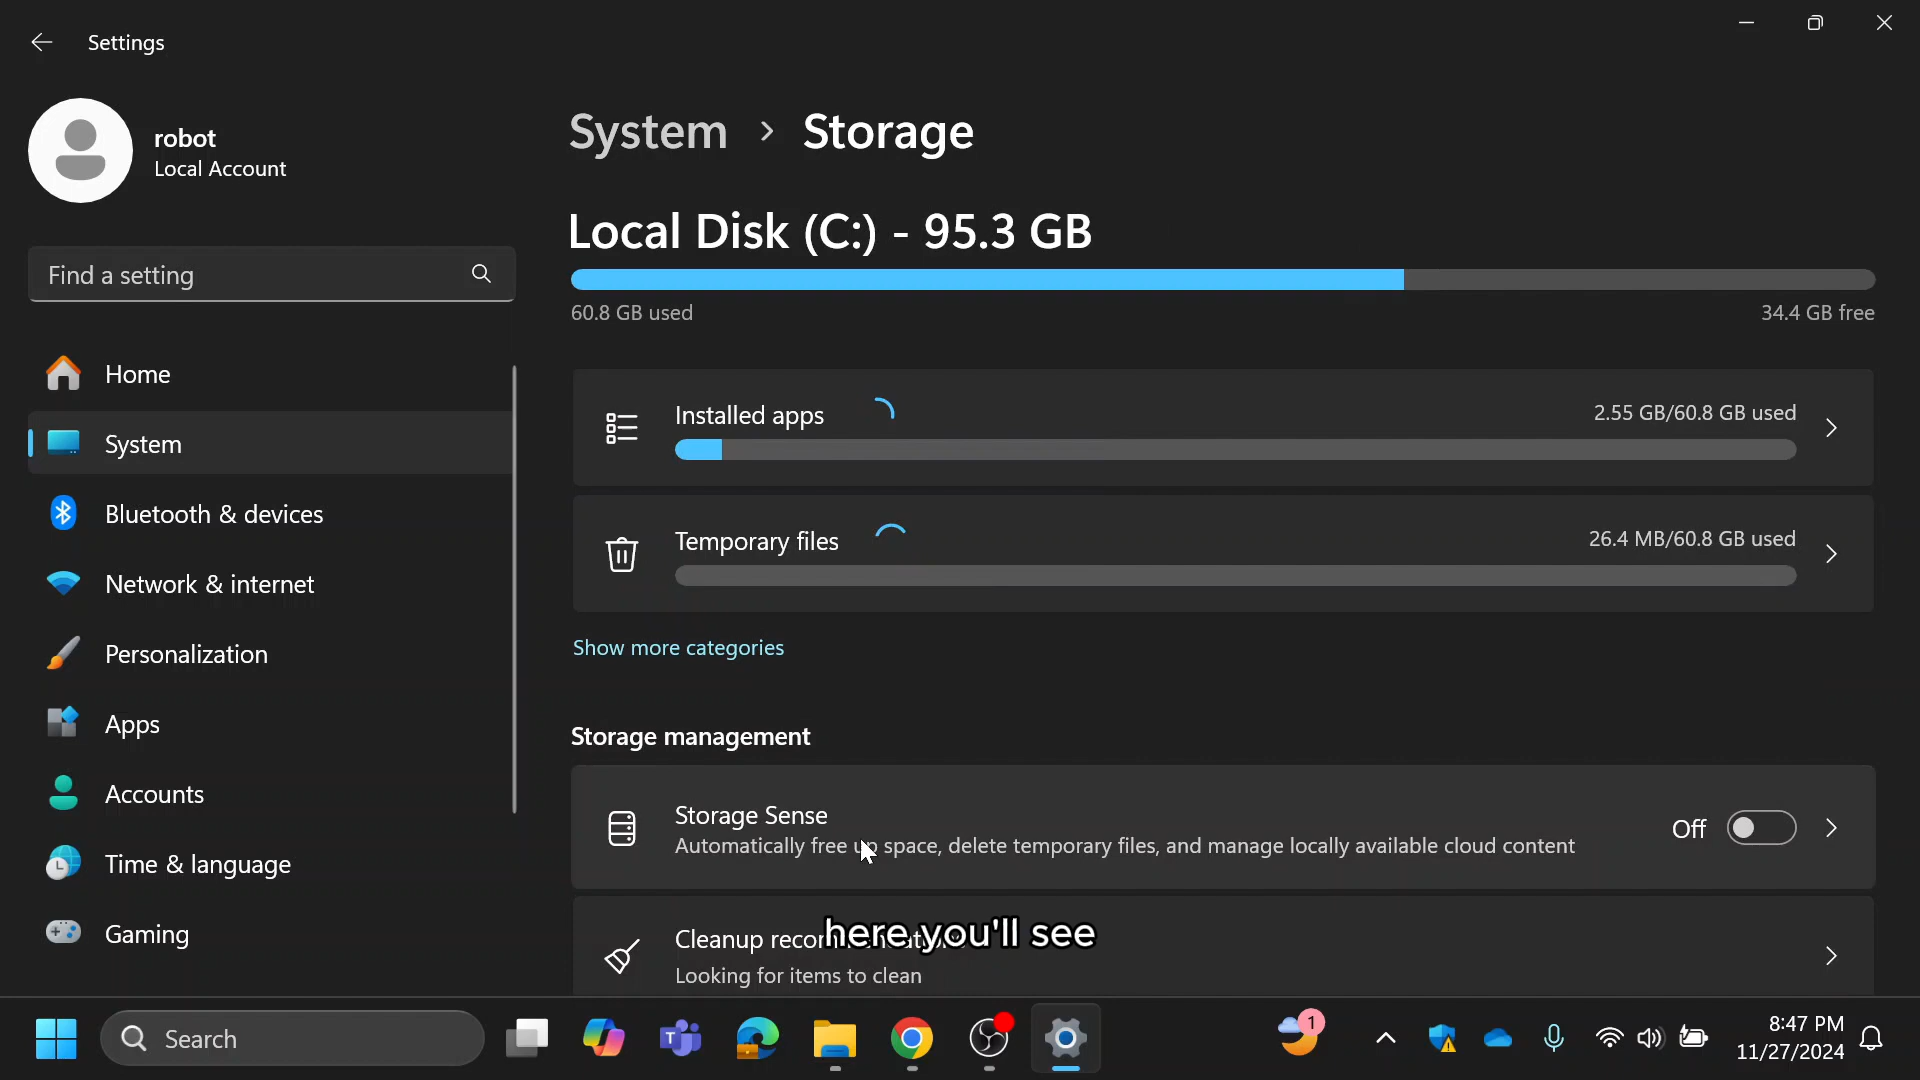 Settings
robot
Local Account
Find a setting
Home
System
Bluetooth & devices
Network & internet
Personalization
Apps
Accounts
Time & language
Gaming
System > Storage
Local Disk (C:) - 95.3 GB
60.8 GB used
34.4 GB free
Installed apps
2.55 GB/60.8 GB used
Temporary files
26.4 MB/60.8 GB used
Show more categories
Storage management
Storage Sense
Automatically free up space, delete temporary files, and manage locally available cloud content
Off
Cleanup
here you'll see
Looking for items to clean
Search
1
8:47 PM
11/27/2024